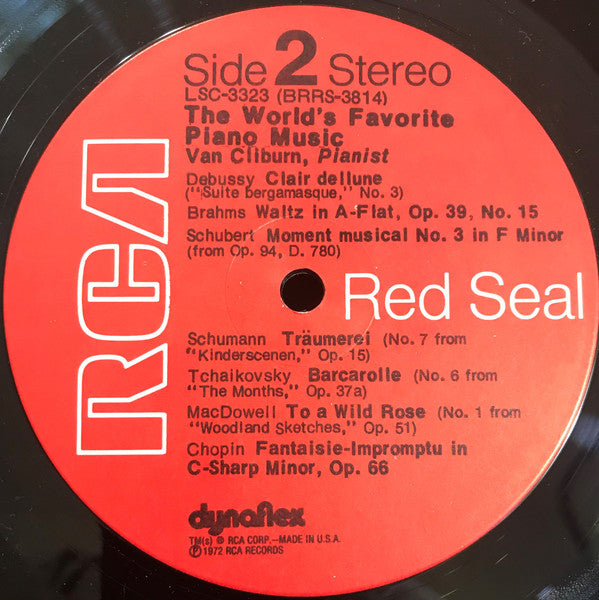 Side 2 Stereo
LSC-3323 (BRRS-3814)
The World's Favorite
Piano Music
Van Cliburn, Pianist
Debussy Clair de lune
("Suite bergamasque," No. 3)
Brahms Waltz in A-Flat, Op. 39, No. 15
Schubert Moment musical No. 3 in F Minor
(from Op. 94, D. 780)
RCA
Red Seal
Schumann Träumerei (No. 7 from
"Kinderscenen," Op. 15)
Tchaikovsky Barcarolle (No. 6 from
"The Months," Op. 37a)
MacDowell To a Wild Rose (No. 1 from
"Woodland Sketches," Op. 51)
Chopin Fantaisie-Impromptu in
C-Sharp Minor, Op. 66
dynaflex
TM(s) ® RCA CORP.--MADE IN U.S.A.
℗ 1972 RCA RECORDS